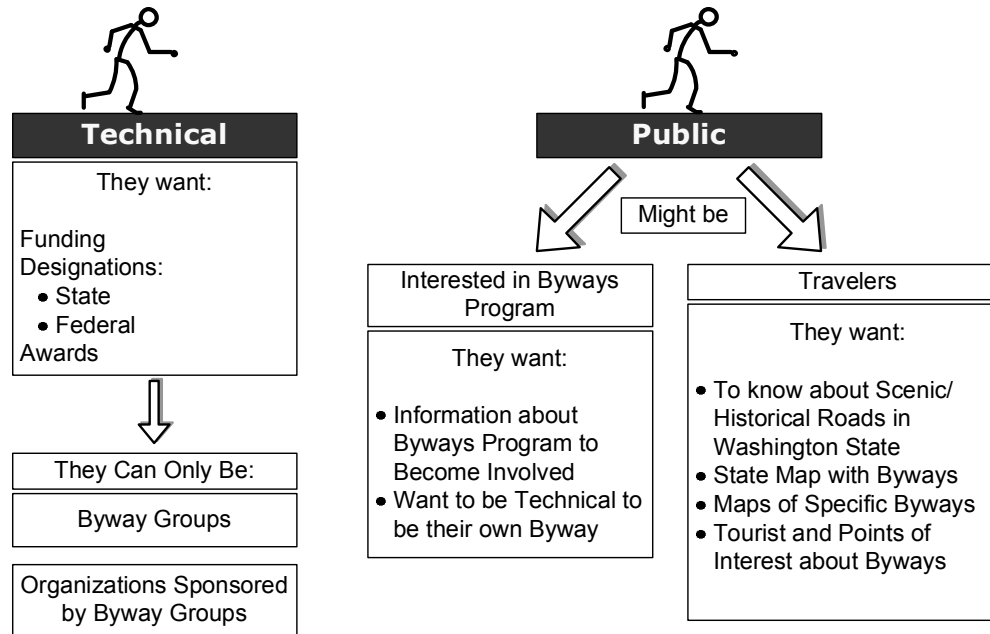 Technical
They want:
Funding
Designations:
• State
• Federal
Awards
They Can Only Be:
Byway Groups
Organizations Sponsored
by Byway Groups
Public
Might be
Interested in Byways
Program
They want:
• Information about
Byways Program to
Become Involved
• Want to be Technical to
be their own Byway
Travelers
They want:
• To know about Scenic/
Historical Roads in
Washington State
• State Map with Byways
• Maps of Specific Byways
• Tourist and Points of
Interest about Byways